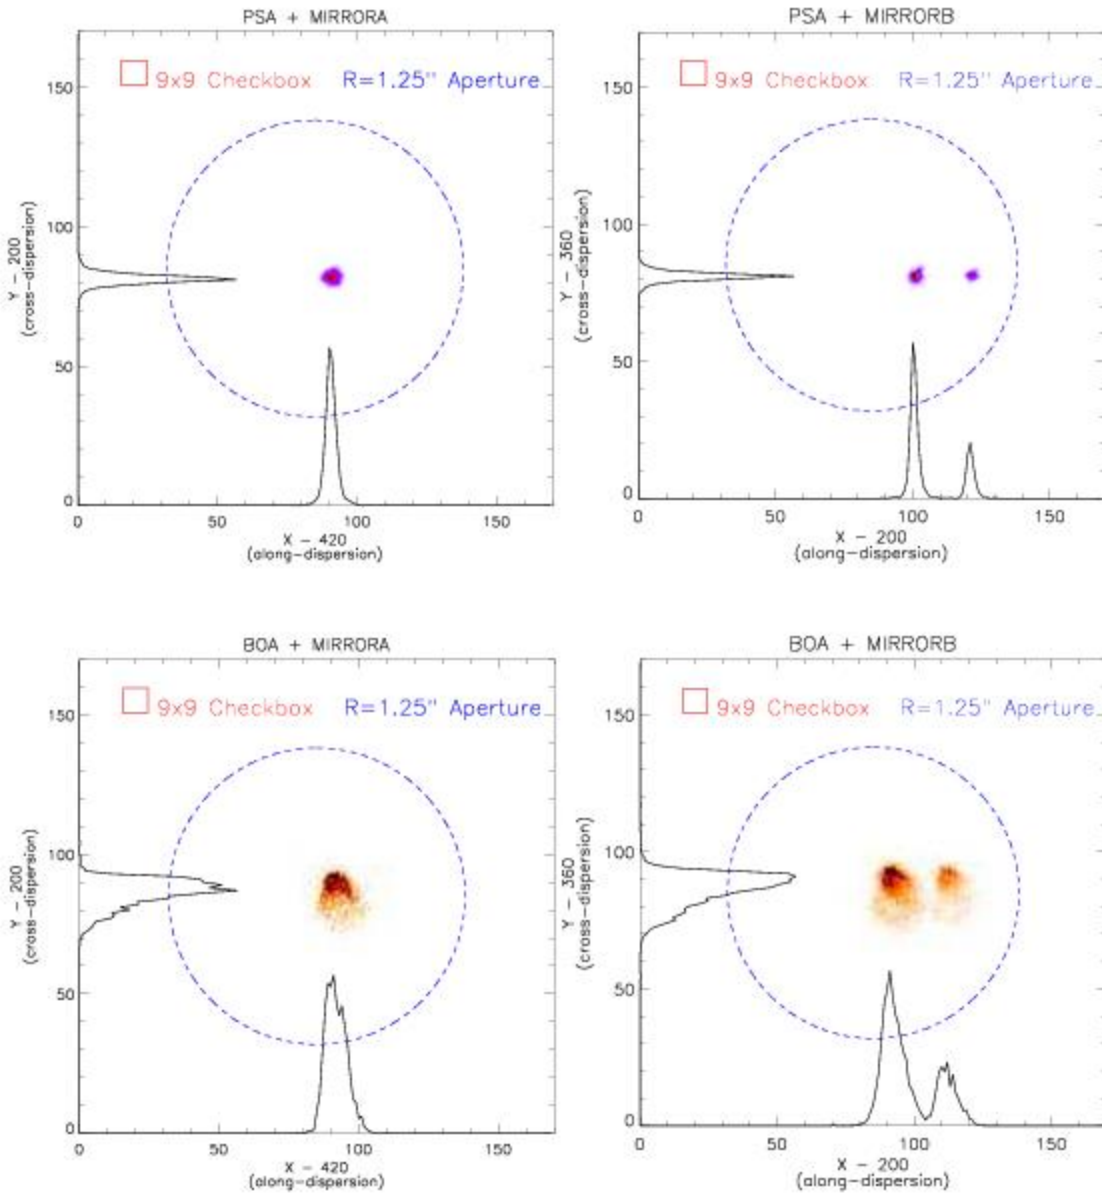 PSA + MIRRORA
9x9 Checkbox R=1.25" Aperture
150
100
50
0
Y - 200
(cross-dispersion)
0 50 100 150
X - 420
(along-dispersion)
PSA + MIRRORB
9x9 Checkbox R=1.25" Aperture
150
100
50
0
Y - 360
(cross-dispersion)
0 50 100 150
X - 200
(along-dispersion)
BOA + MIRRORA
9x9 Checkbox R=1.25" Aperture
150
100
50
0
Y - 200
(cross-dispersion)
0 50 100 150
X - 420
(along-dispersion)
BOA + MIRRORB
9x9 Checkbox R=1.25" Aperture
150
100
50
0
Y - 360
(cross-dispersion)
0 50 100 150
X - 200
(along-dispersion)